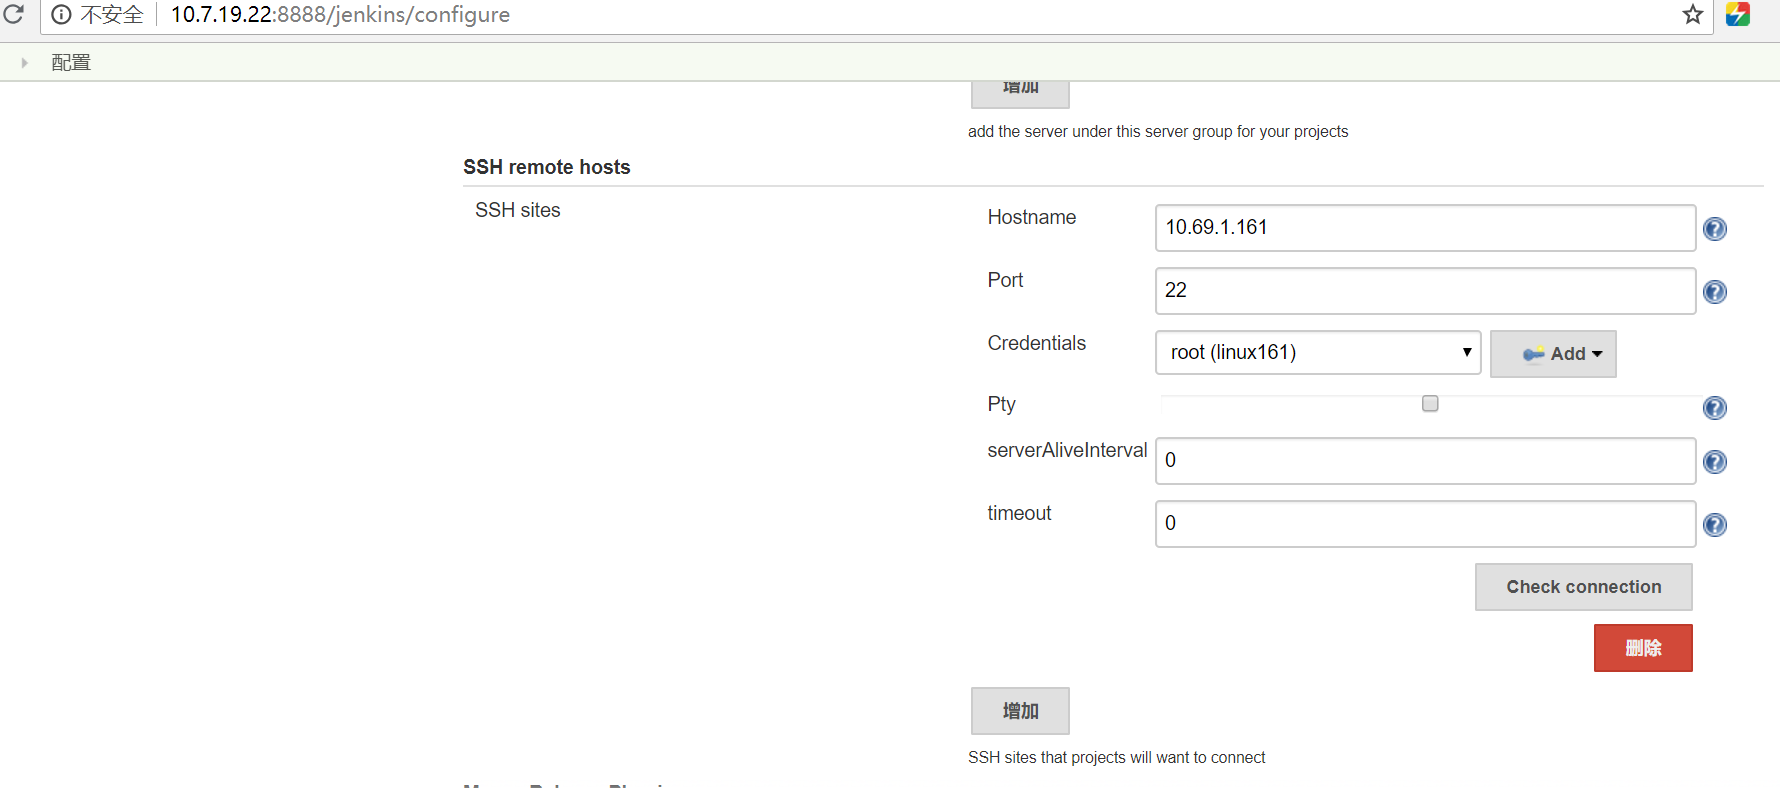 不安全 10.7.19.22:8888/jenkins/configure
配置
增加
add the server under this server group for your projects
SSH remote hosts
SSH sites
Hostname 10.69.1.161
Port 22
Credentials root (linux161) Add
Pty
serverAliveInterval 0
timeout 0
Check connection
删除
增加
SSH sites that projects will want to connect